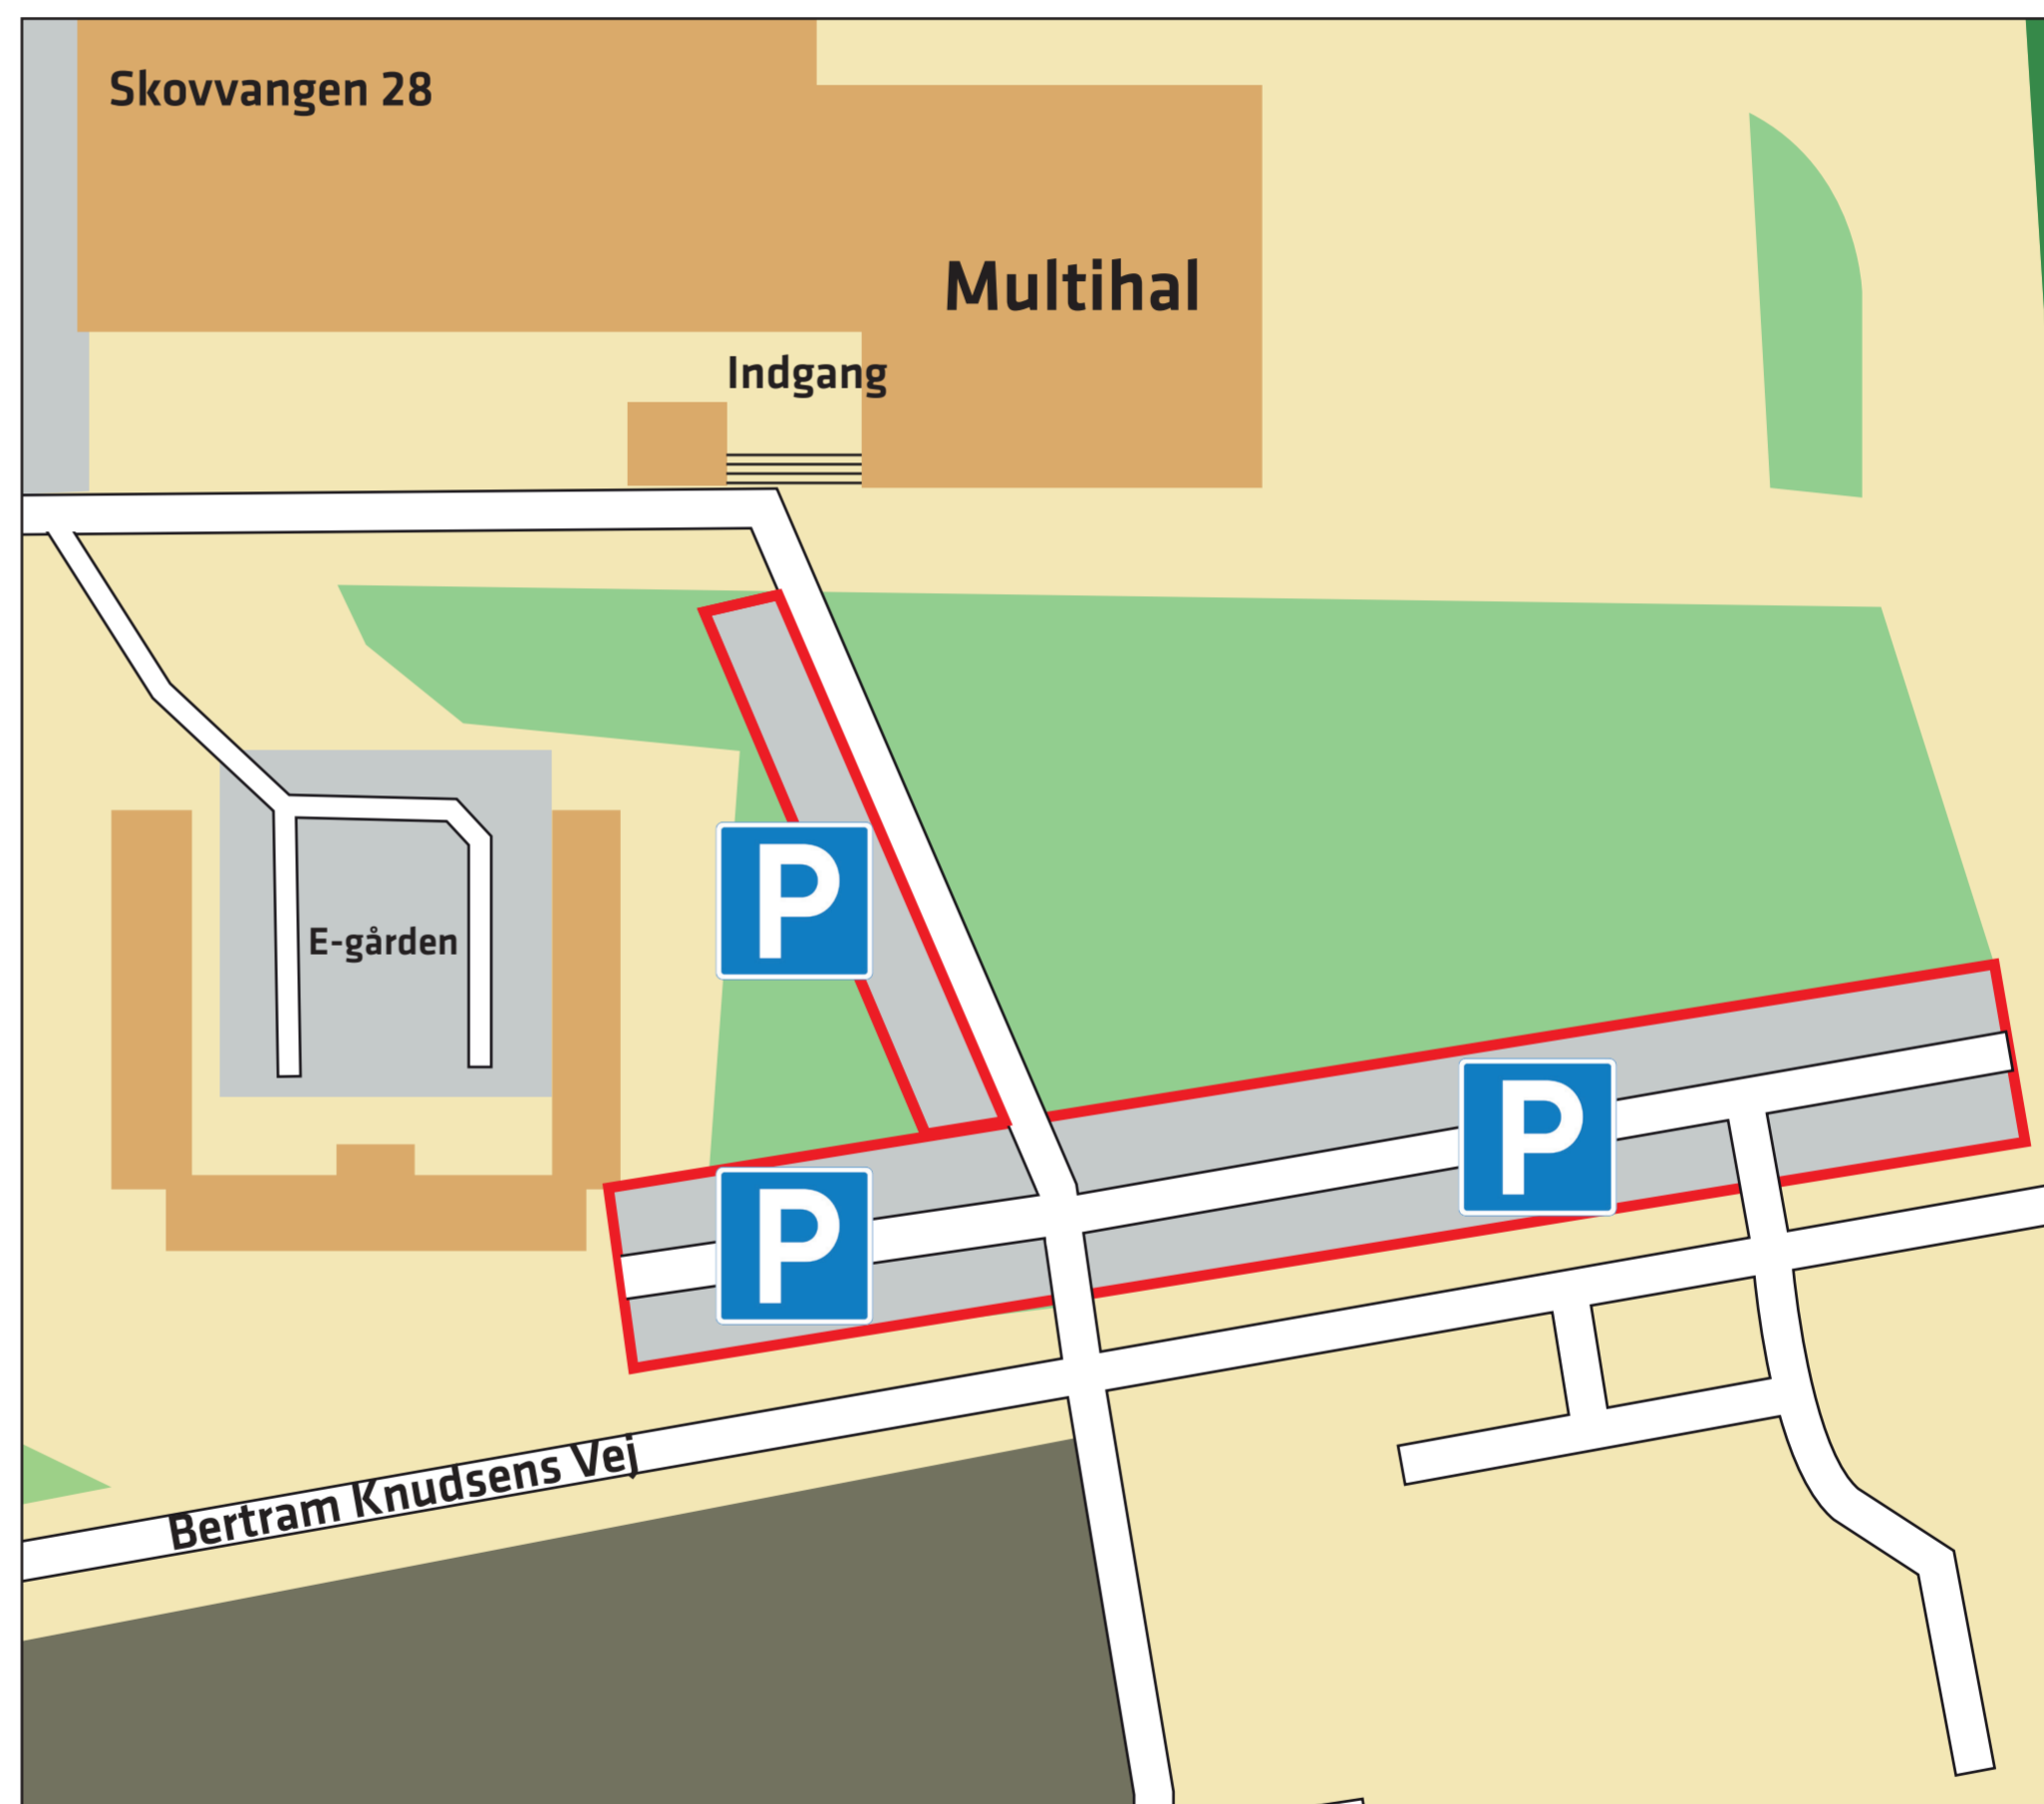 Skovvangen 28
Multihal
Indgang
P
E-gården
P
P
Bertram Knudsens Vej